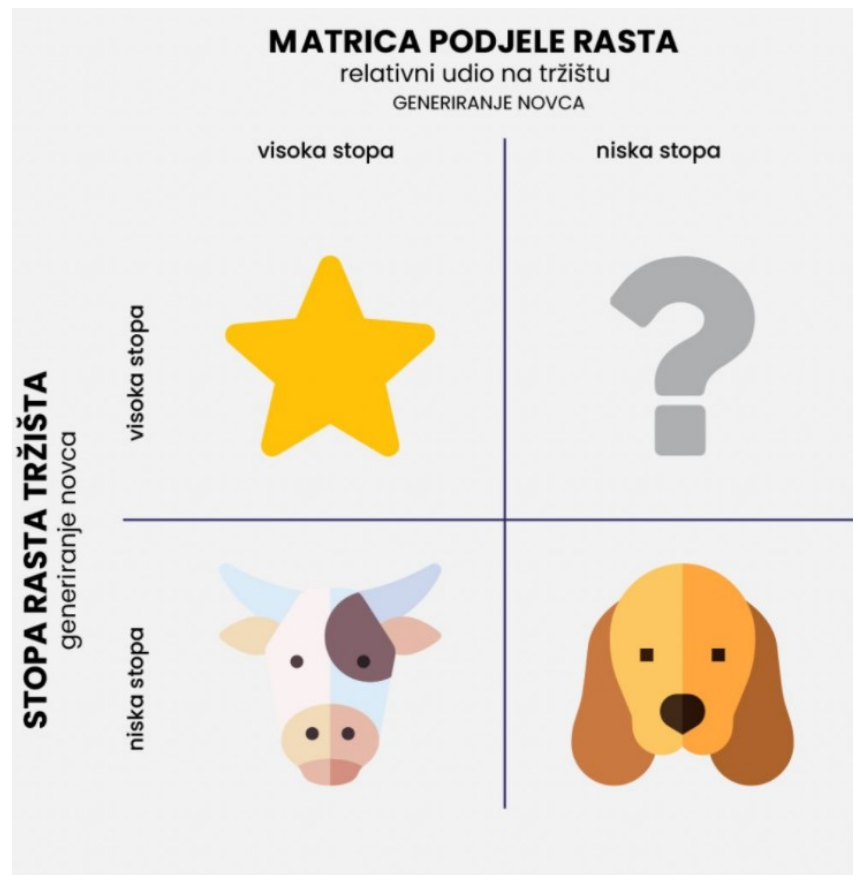 MATRICA PODJELE RASTA
relativni udio na tržištu
GENERIRANJE NOVCA
visoka stopa
niska stopa
STOPA RASTA TRŽIŠTA
generiranje novca
visoka stopa
niska stopa